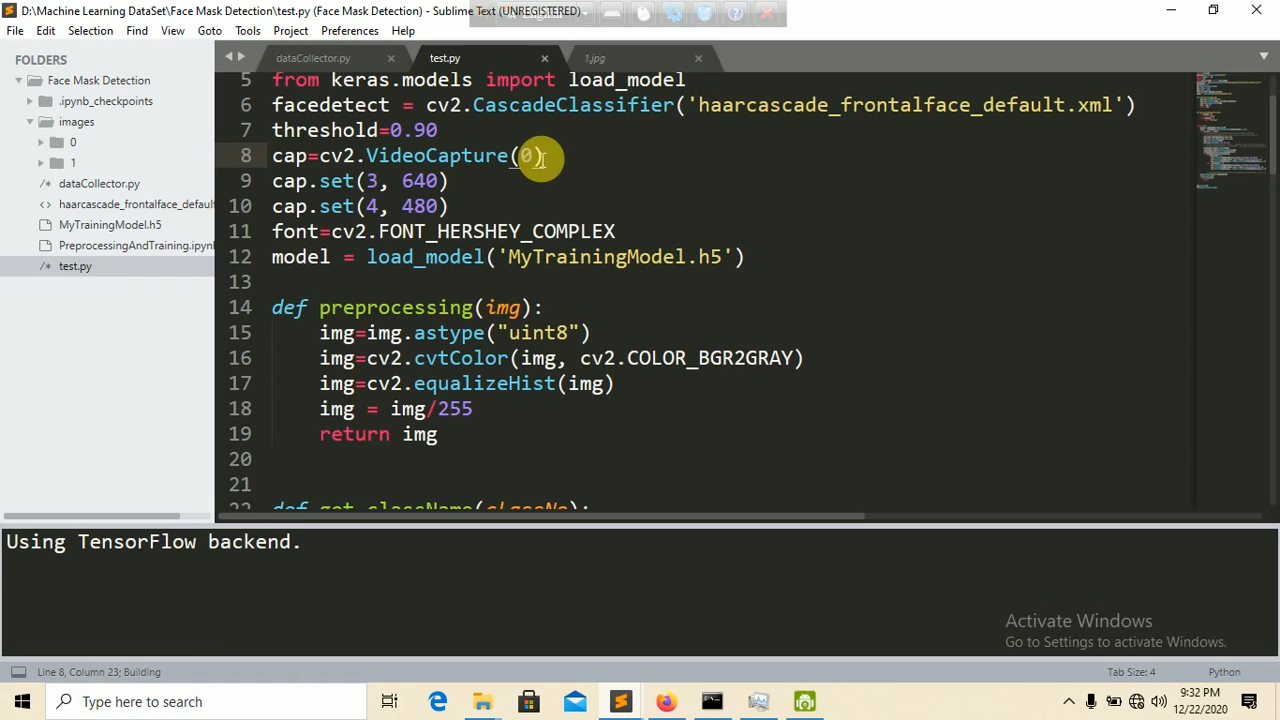 D:\Machine Learning DataSet\Face Mask Detection\test.py (Face Mask Detection) - Sublime Text (UNREGISTERED)
File Edit Selection Find View Goto Tools Project Preferences Help
FOLDERS
Face Mask Detection
.ipynb_checkpoints
images
0
1
dataCollector.py
haarcascade_frontalface_defau
MyTrainingModel.h5
PreprocessingAndTraining.ipyn
test.py
dataCollector.py test.py 1.jpg
5 from keras.models import load_model
6 facedetect = cv2.CascadeClassifier('haarcascade_frontalface_default.xml')
7 threshold=0.90
8 cap=cv2.VideoCapture(0)
9 cap.set(3, 640)
10 cap.set(4, 480)
11 font=cv2.FONT_HERSHEY_COMPLEX
12 model = load_model('MyTrainingModel.h5')
13
14 def preprocessing(img):
15 img=img.astype("uint8")
16 img=cv2.cvtColor(img, cv2.COLOR_BGR2GRAY)
17 img=cv2.equalizeHist(img)
18 img = img/255
19 return img
20
21
22 def get_className(classNo):
Using TensorFlow backend.
Activate Windows
Go to Settings to activate Windows.
Line 8, Column 23; Building
Tab Size: 4
Python
Type here to search
9:32 PM
12/22/2020